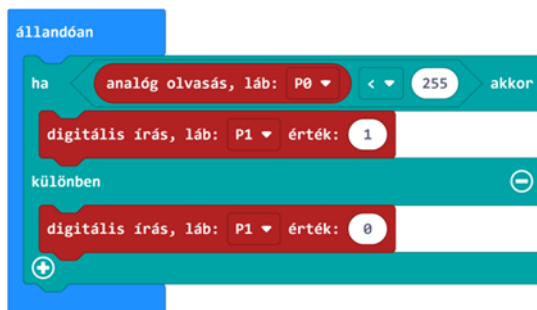 állandóan
ha analóg olvasás, láb: P0 < 255 akkor
digitális írás, láb: P1 érték: 1
különben
digitális írás, láb: P1 érték: 0